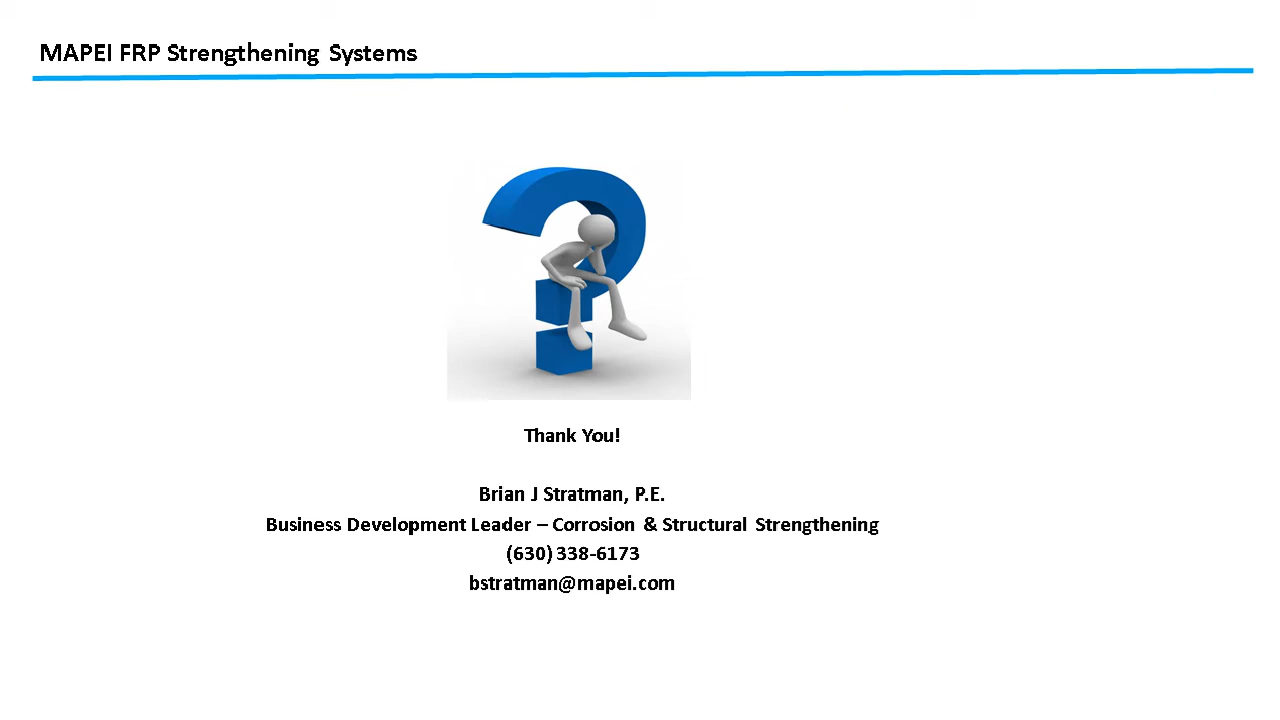 MAPEI FRP Strengthening Systems
Thank You!
Brian J Stratman, P.E.
Business Development Leader – Corrosion & Structural Strengthening
(630) 338-6173
bstratman@mapei.com